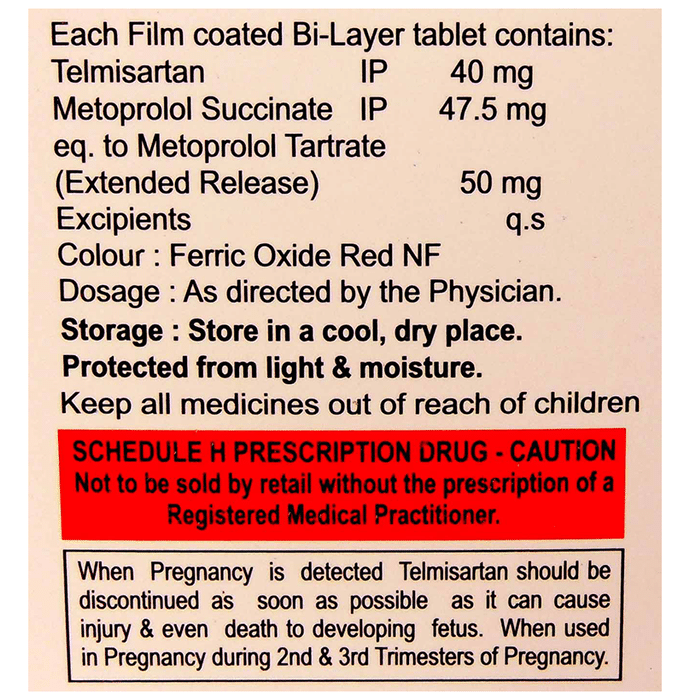 Each Film coated Bi-Layer tablet contains:
Telmisartan IP 40 mg
Metoprolol Succinate IP 47.5 mg
eq. to Metoprolol Tartrate
(Extended Release) 50 mg
Excipients q.s
Colour : Ferric Oxide Red NF
Dosage : As directed by the Physician.
Storage : Store in a cool, dry place.
Protected from light & moisture.
Keep all medicines out of reach of children
SCHEDULE H PRESCRIPTION DRUG - CAUTION
Not to be sold by retail without the prescription of a
Registered Medical Practitioner.
When Pregnancy is detected Telmisartan should be
discontinued as soon as possible as it can cause
injury & even death to developing fetus. When used
in Pregnancy during 2nd & 3rd Trimesters of Pregnancy.